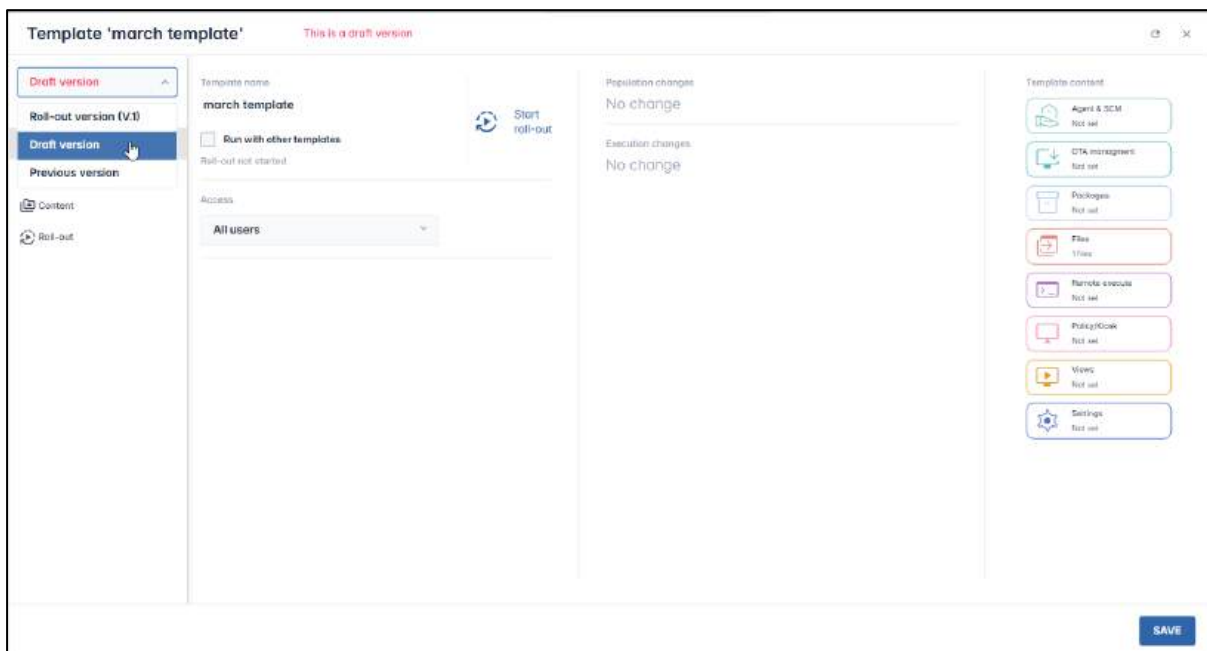 Template 'march template'
This is a draft version
Draft version
Roll-out version (V.1)
Draft version
Previous version
Content
Roll-out
Template name
march template
Run with other templates
Roll-out not started
Start
roll-out
Access
All users
Population changes
No change
Execution changes
No change
Template content
Agent & SCM
Not set
OTA managment
Not set
Packages
Not set
Files
1 Files
Remote execute
Not set
Policy/Kiosk
Not set
Views
Not set
Settings
Not set
SAVE